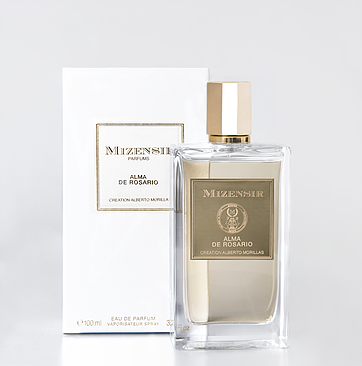 MIZENSIR
PARFUMS
ALMA
DE ROSARIO
CREATION ALBERTO MORILLAS
EAU DE PARFUM
℮ 100 ml VAPORISATEUR SPRAY
MIZENSIR
ALMA
DE ROSARIO
CREATION ALBERTO MORILLAS